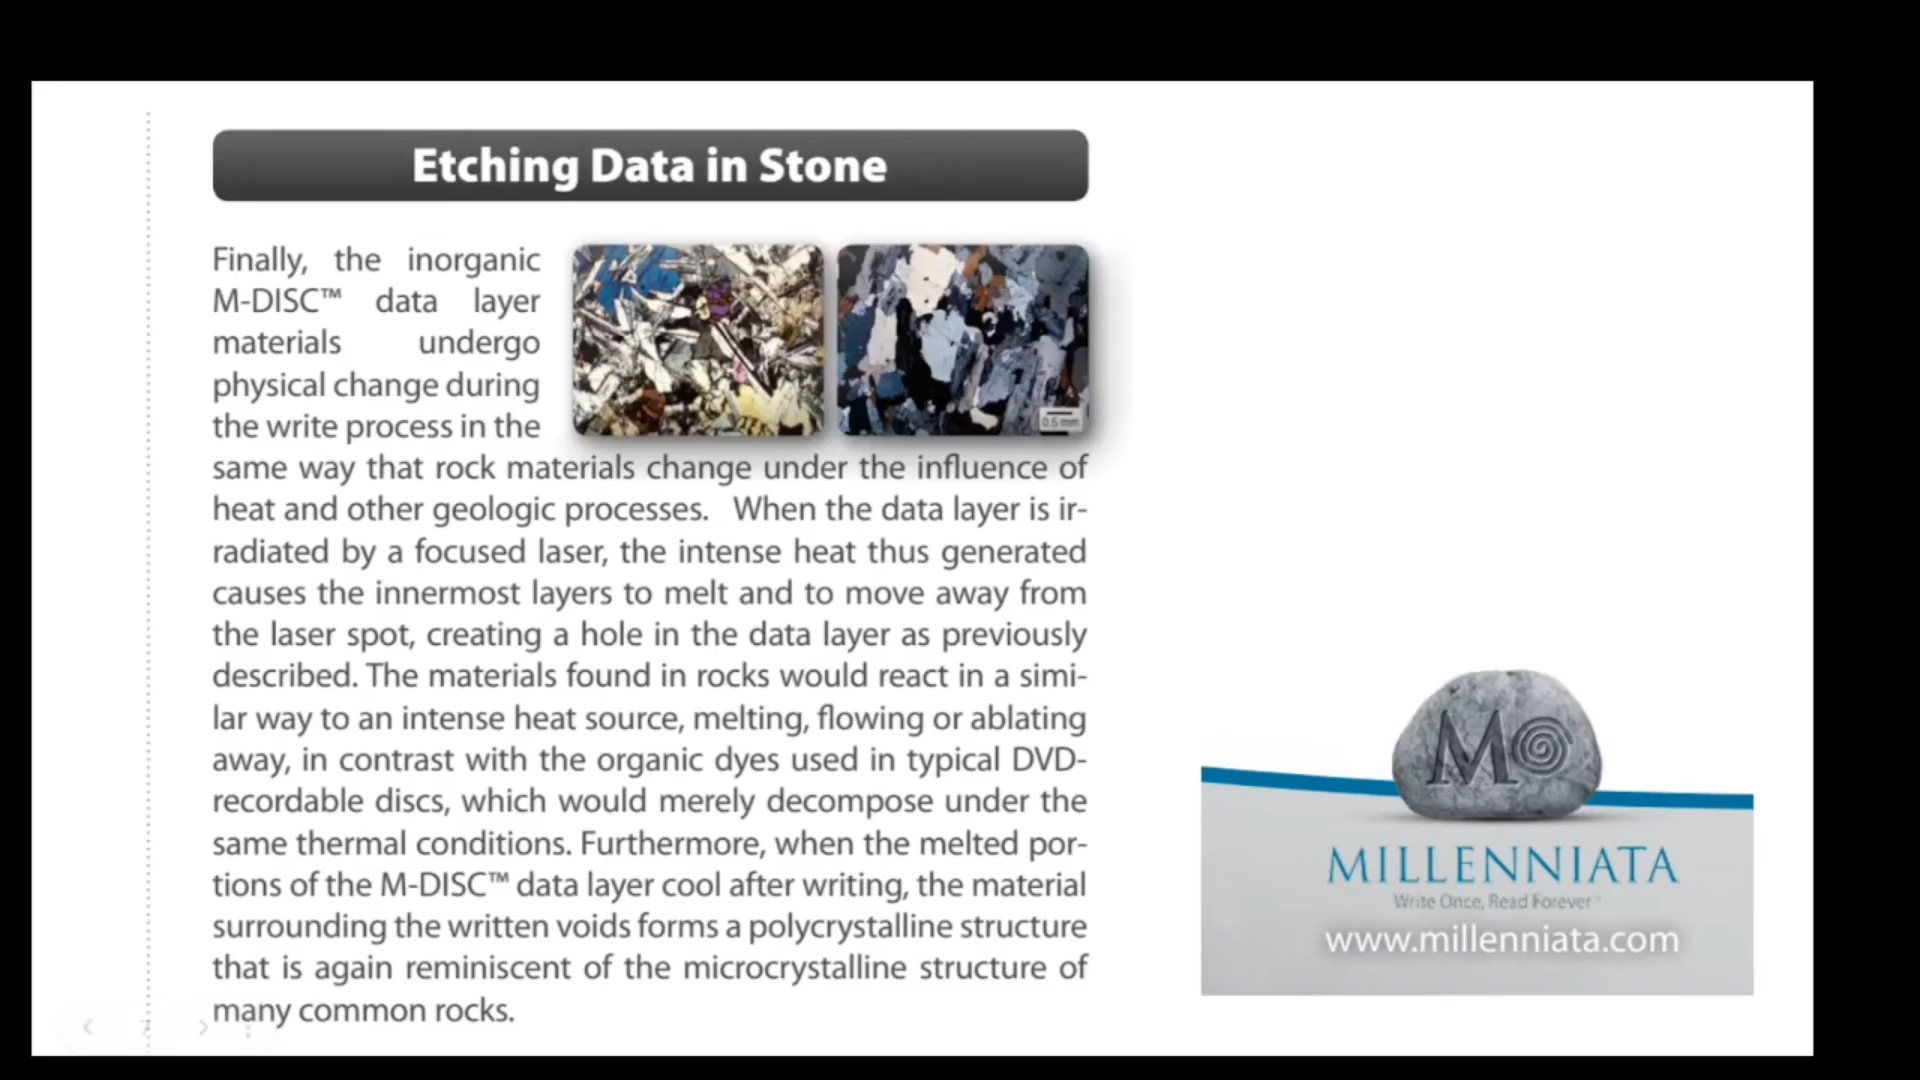 Etching Data in Stone
Finally, the inorganic
M-DISC™ data layer
materials undergo
physical change during
the write process in the
same way that rock materials change under the influence of
heat and other geologic processes. When the data layer is ir-
radiated by a focused laser, the intense heat thus generated
causes the innermost layers to melt and to move away from
the laser spot, creating a hole in the data layer as previously
described. The materials found in rocks would react in a simi-
lar way to an intense heat source, melting, flowing or ablating
away, in contrast with the organic dyes used in typical DVD-
recordable discs, which would merely decompose under the
same thermal conditions. Furthermore, when the melted por-
tions of the M-DISC™ data layer cool after writing, the material
surrounding the written voids forms a polycrystalline structure
that is again reminiscent of the microcrystalline structure of
many common rocks.
0.5 mm
M
MILLENNIATA
Write Once, Read Forever™
www.millenniata.com
7